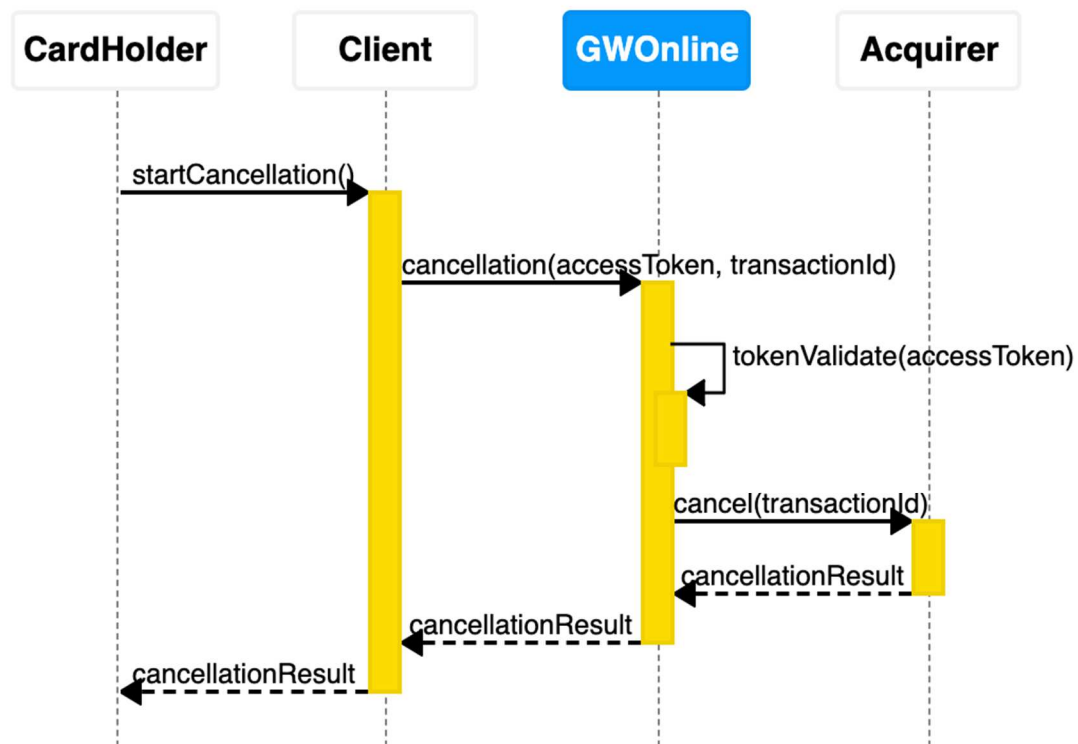 CardHolder
Client
GWOnline
Acquirer
startCancellation()
cancellation(accessToken, transactionId)
tokenValidate(accessToken)
cancel(transactionId)
cancellationResult
cancellationResult
cancellationResult